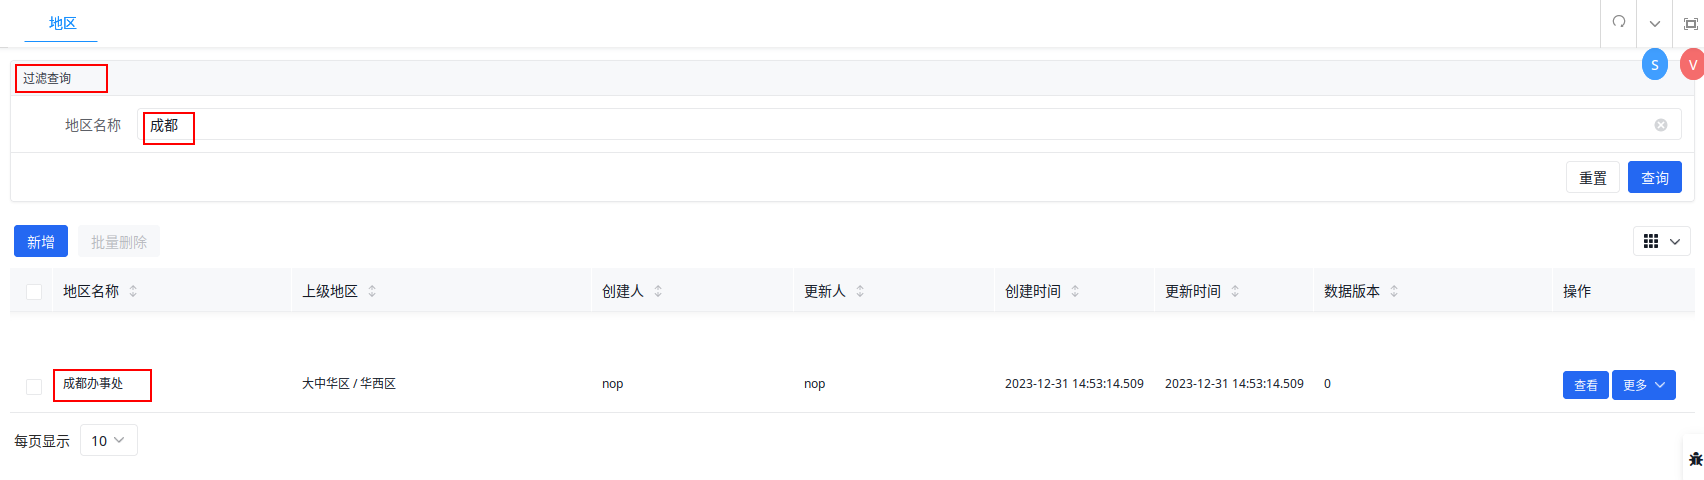 地区
S V
过滤查询
地区名称 成都
重置 查询
新增 批量删除
地区名称 上级地区 创建人 更新人 创建时间 更新时间 数据版本 操作
成都办事处 大中华区 / 华西区 nop nop 2023-12-31 14:53:14.509 2023-12-31 14:53:14.509 0 查看 更多
每页显示 10